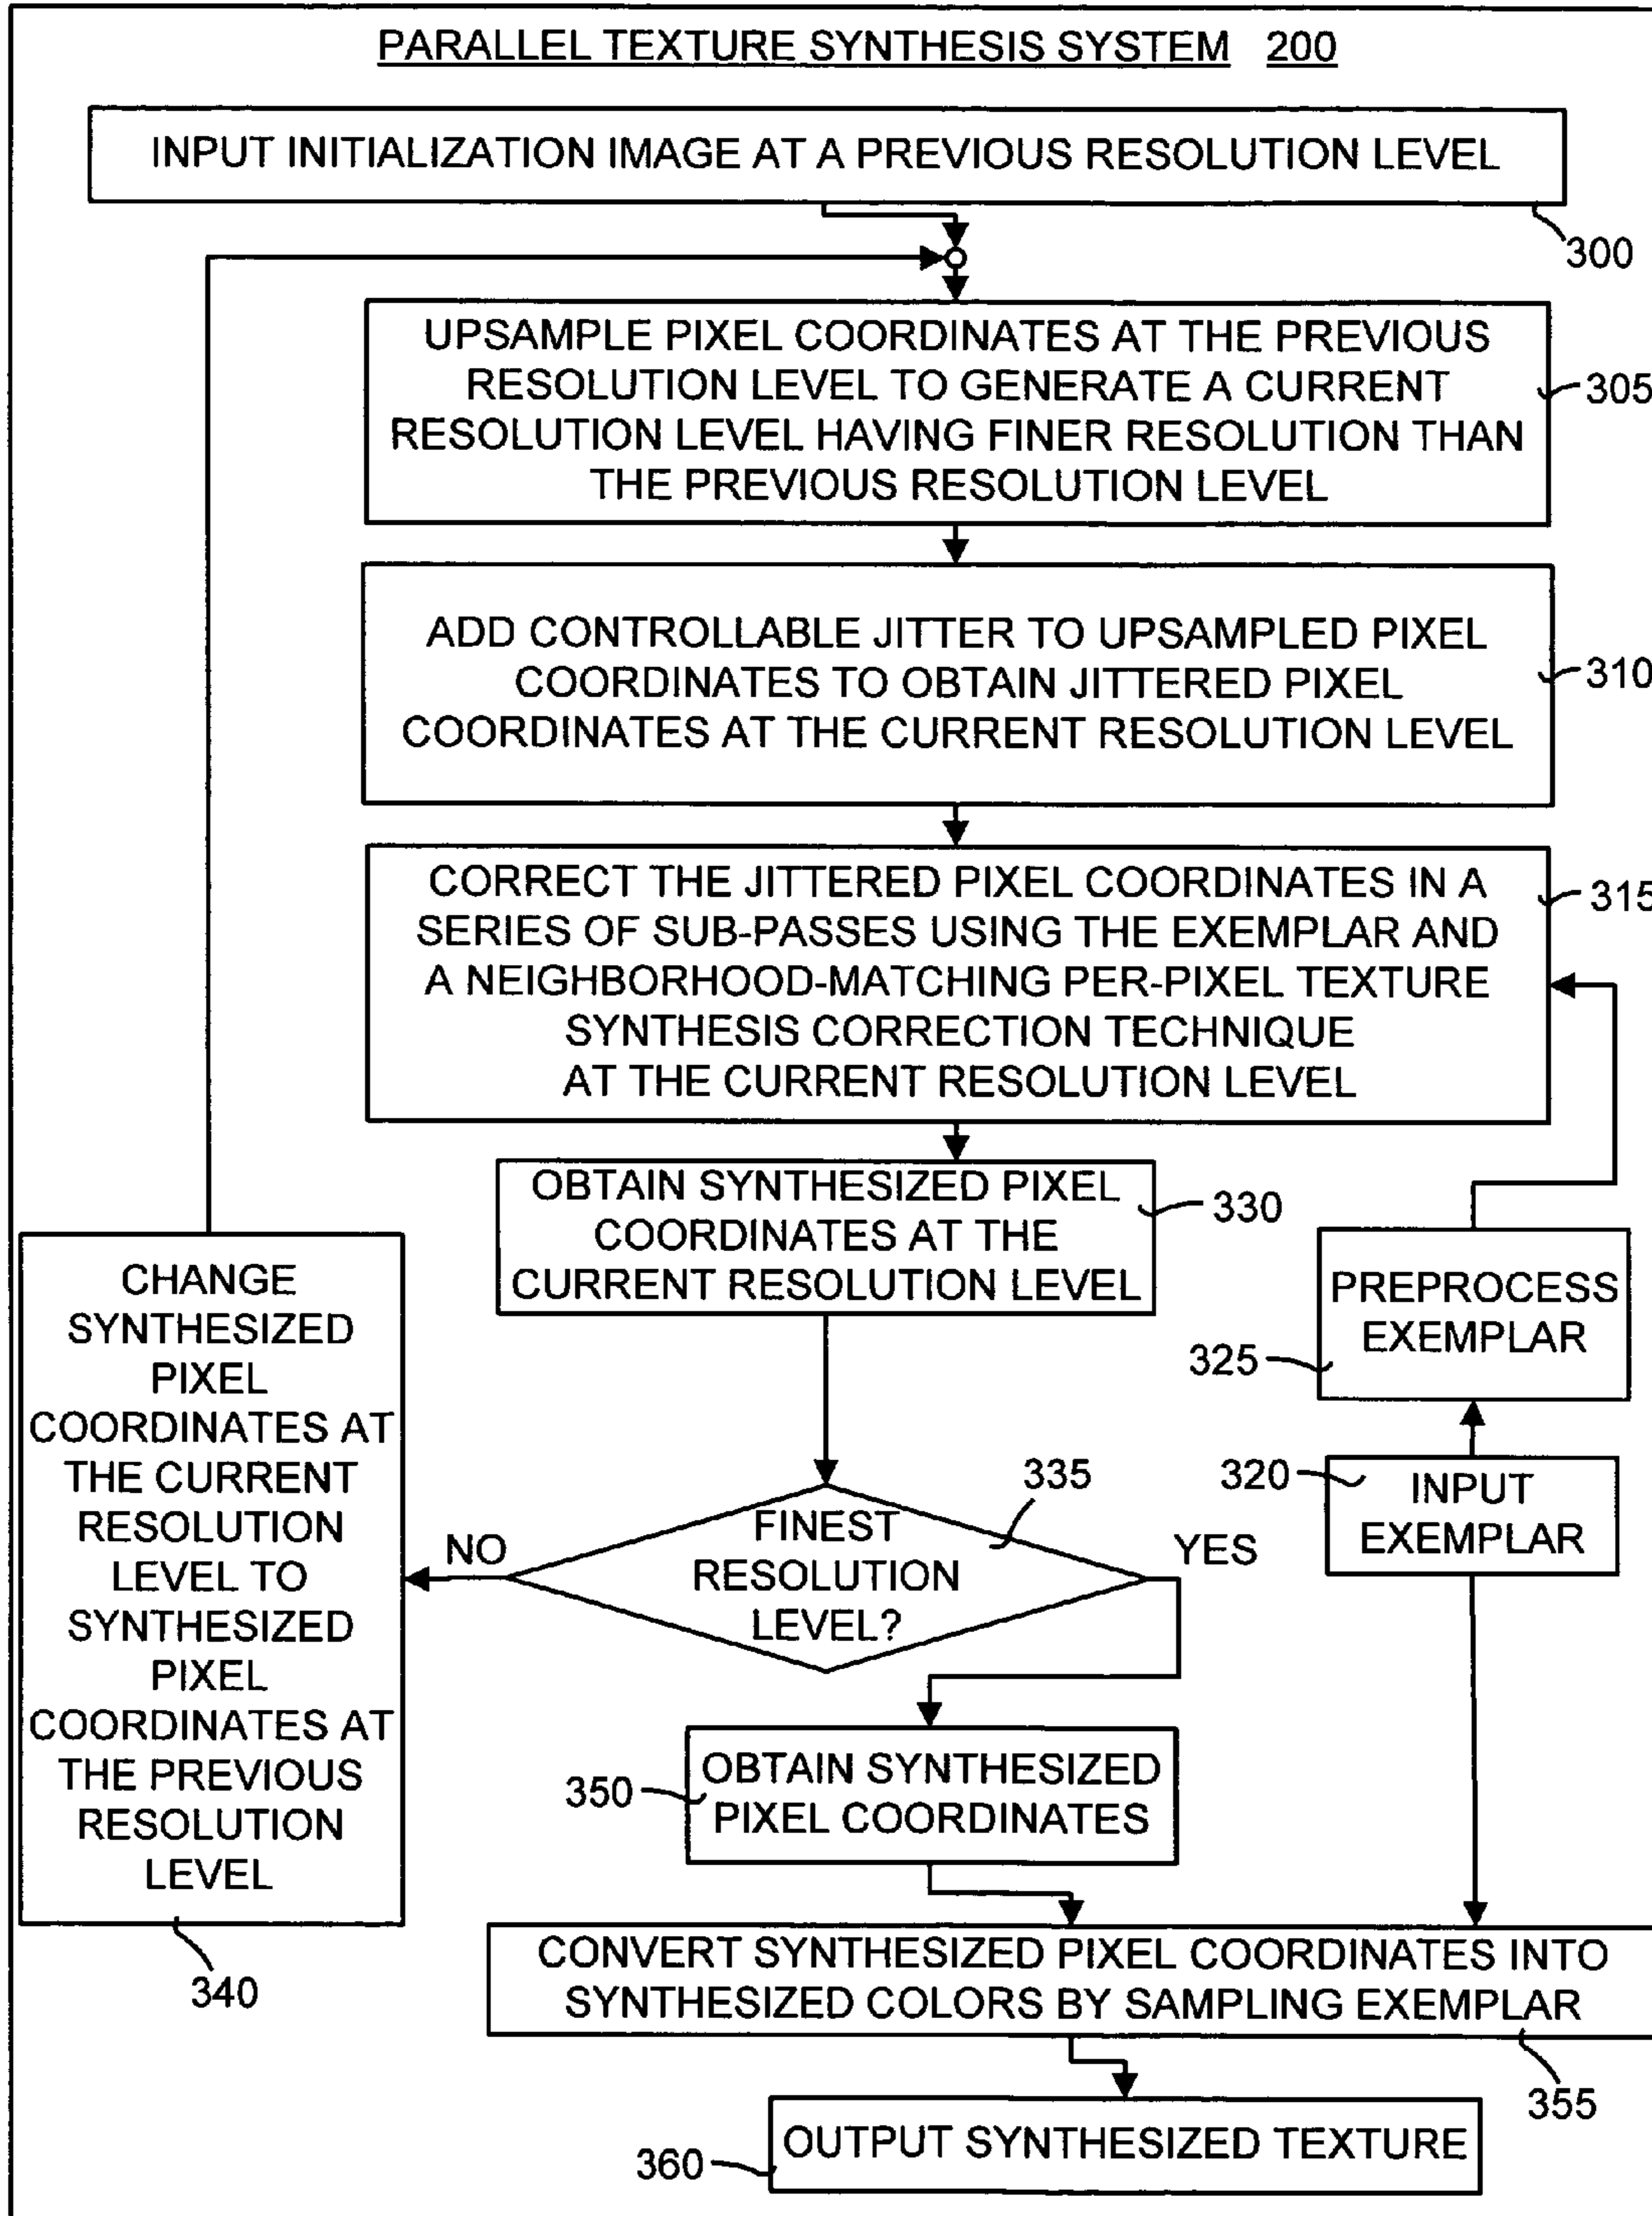 PARALLEL TEXTURE SYNTHESIS SYSTEM 200
INPUT INITIALIZATION IMAGE AT A PREVIOUS RESOLUTION LEVEL
300
UPSAMPLE PIXEL COORDINATES AT THE PREVIOUS
RESOLUTION LEVEL TO GENERATE A CURRENT
RESOLUTION LEVEL HAVING FINER RESOLUTION THAN
THE PREVIOUS RESOLUTION LEVEL
305
ADD CONTROLLABLE JITTER TO UPSAMPLED PIXEL
COORDINATES TO OBTAIN JITTERED PIXEL
COORDINATES AT THE CURRENT RESOLUTION LEVEL
310
CORRECT THE JITTERED PIXEL COORDINATES IN A
SERIES OF SUB-PASSES USING THE EXEMPLAR AND
A NEIGHBORHOOD-MATCHING PER-PIXEL TEXTURE
SYNTHESIS CORRECTION TECHNIQUE
AT THE CURRENT RESOLUTION LEVEL
315
OBTAIN SYNTHESIZED PIXEL
COORDINATES AT THE
CURRENT RESOLUTION LEVEL
330
PREPROCESS
EXEMPLAR
325
INPUT
EXEMPLAR
320
FINEST
RESOLUTION
LEVEL?
335
NO
YES
CHANGE
SYNTHESIZED
PIXEL
COORDINATES AT
THE CURRENT
RESOLUTION
LEVEL TO
SYNTHESIZED
PIXEL
COORDINATES AT
THE PREVIOUS
RESOLUTION
LEVEL
340
OBTAIN SYNTHESIZED
PIXEL COORDINATES
350
CONVERT SYNTHESIZED PIXEL COORDINATES INTO
SYNTHESIZED COLORS BY SAMPLING EXEMPLAR
355
OUTPUT SYNTHESIZED TEXTURE
360